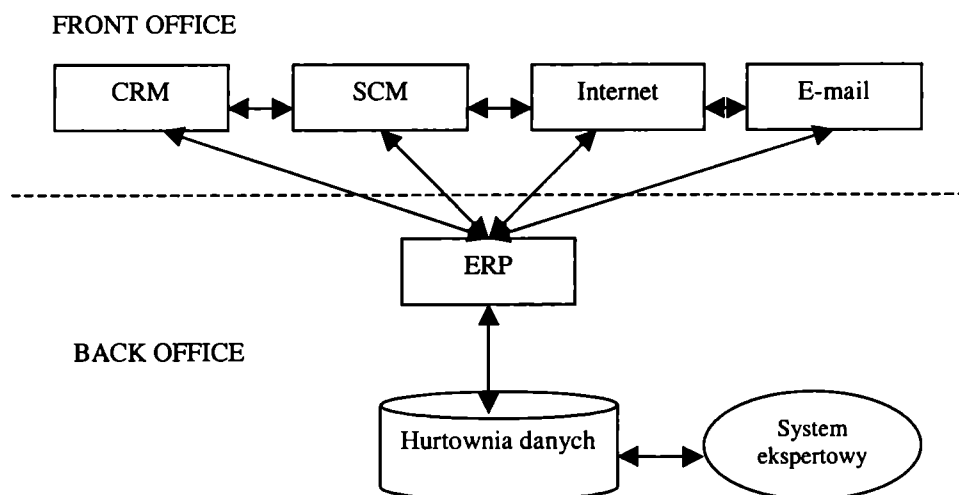 FRONT OFFICE
CRM
SCM
Internet
E-mail
ERP
BACK OFFICE
Hurtownia danych
System
ekspertowy